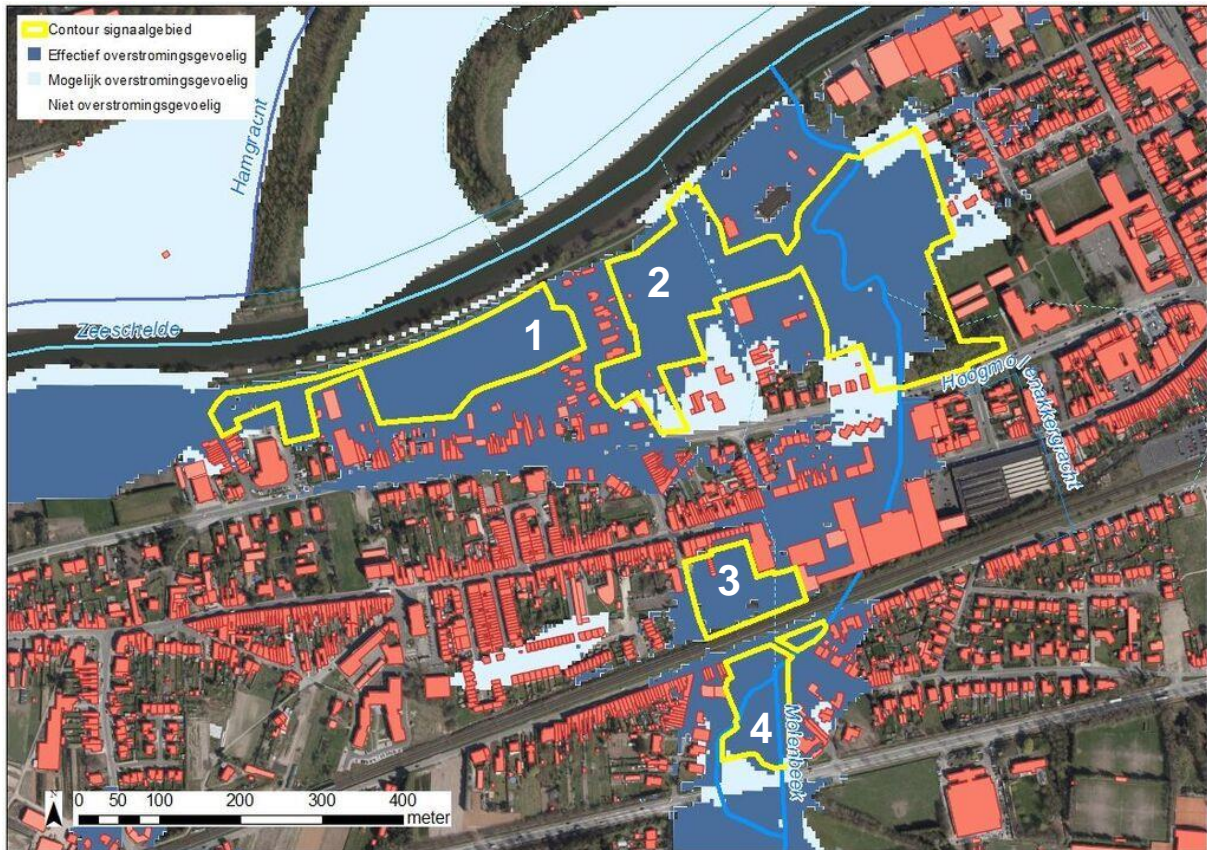 Contour signaalgebied
Effectief overstromingsgevoelig
Mogelijk overstromingsgevoelig
Niet overstromingsgevoelig
Hamgracht
Zeeschelde
1
2
Hoogmolenakkergracht
3
4
Molenbeek
N
0 50 100 200 300 400
meter